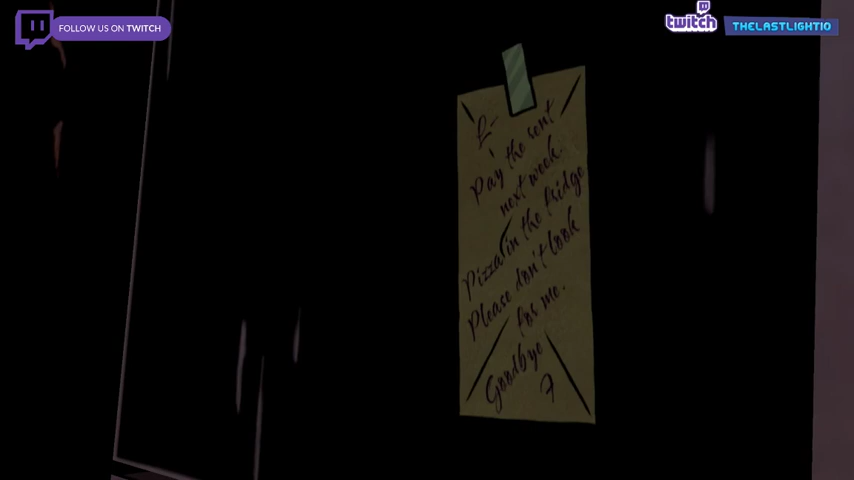 FOLLOW US ON TWITCH
twitch
THELASTLIGHTIO
R-
Pay the rent
next week.
Pizza in the fridge
Please don't look
for me.
Goodbye
F